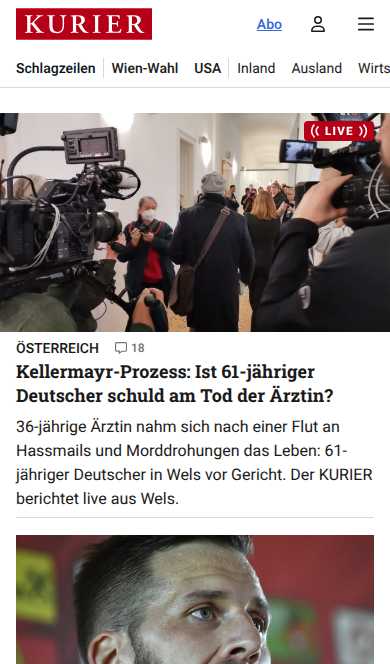 KURIER
Abo
Schlagzeilen Wien-Wahl USA Inland Ausland Wirts
LIVE
ÖSTERREICH 18
Kellermayr-Prozess: Ist 61-jähriger
Deutscher schuld am Tod der Ärztin?
36-jährige Ärztin nahm sich nach einer Flut an
Hassmails und Morddrohungen das Leben: 61-
jähriger Deutscher in Wels vor Gericht. Der KURIER
berichtet live aus Wels.